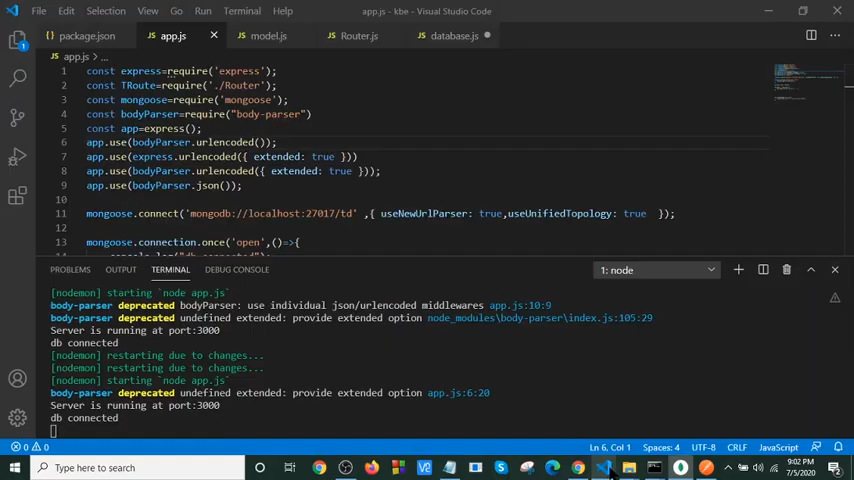 File Edit Selection View Go Run Terminal Help app.js - kbe - Visual Studio Code
package.json app.js model.js Router.js database.js
app.js > ...
1 const express=require('express');
2 const TRoute=require('./Router');
3 const mongoose=require('mongoose');
4 const bodyParser=require("body-parser")
5 const app=express();
6 app.use(bodyParser.urlencoded());
7 app.use(express.urlencoded({ extended: true }))
8 app.use(bodyParser.urlencoded({ extended: true }));
9 app.use(bodyParser.json());
10
11 mongoose.connect('mongodb://localhost:27017/td' ,{ useNewUrlParser: true,useUnifiedTopology: true });
12
13 mongoose.connection.once('open',()=>{
console.log("db connected");
PROBLEMS OUTPUT TERMINAL DEBUG CONSOLE 1: node
[nodemon] starting `node app.js`
body-parser deprecated bodyParser: use individual json/urlencoded middlewares app.js:10:9
body-parser deprecated undefined extended: provide extended option node_modules\body-parser\index.js:105:29
Server is running at port:3000
db connected
[nodemon] restarting due to changes...
[nodemon] restarting due to changes...
[nodemon] starting `node app.js`
body-parser deprecated undefined extended: provide extended option app.js:6:20
Server is running at port:3000
db connected
0 0 Ln 6, Col 1 Spaces: 4 UTF-8 CRLF JavaScript
Type here to search
9:02 PM
7/5/2020